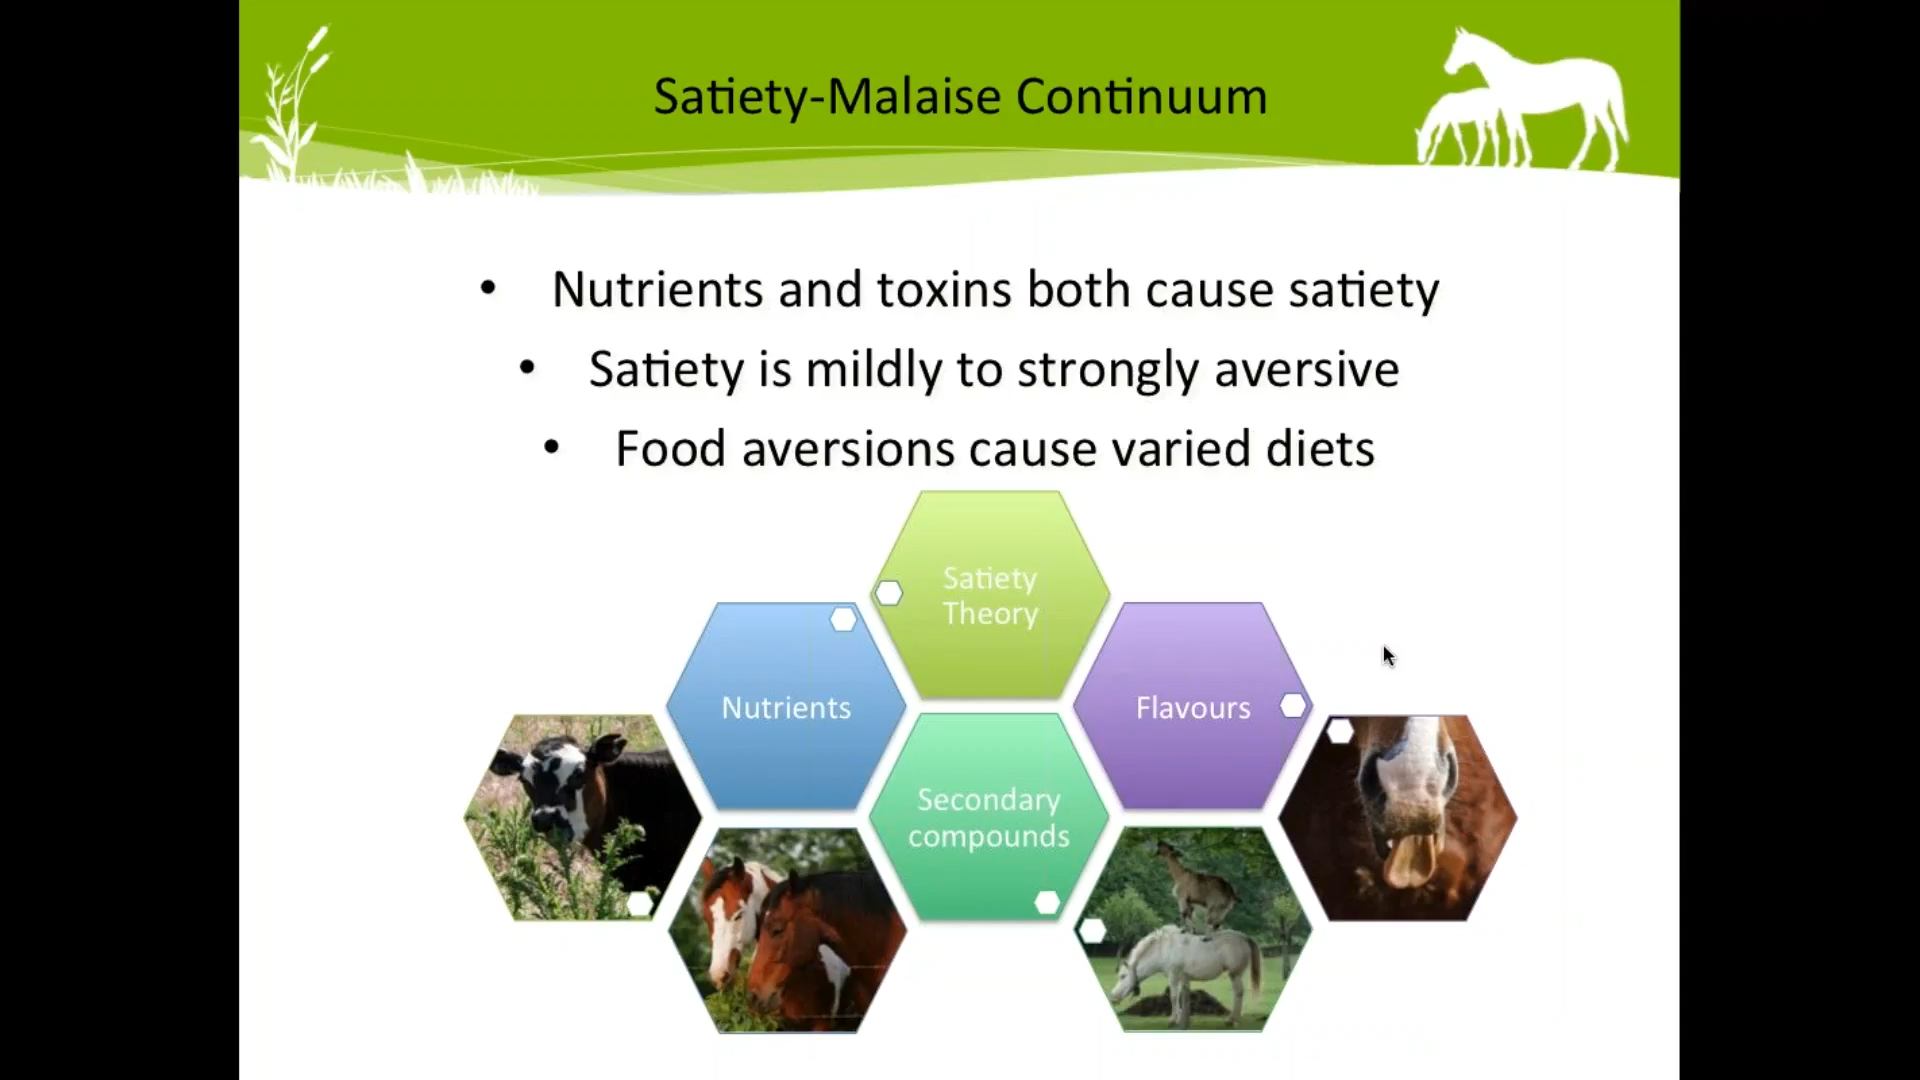 Satiety-Malaise Continuum
• Nutrients and toxins both cause satiety
• Satiety is mildly to strongly aversive
• Food aversions cause varied diets
Satiety
Theory
Nutrients
Flavours
Secondary
compounds